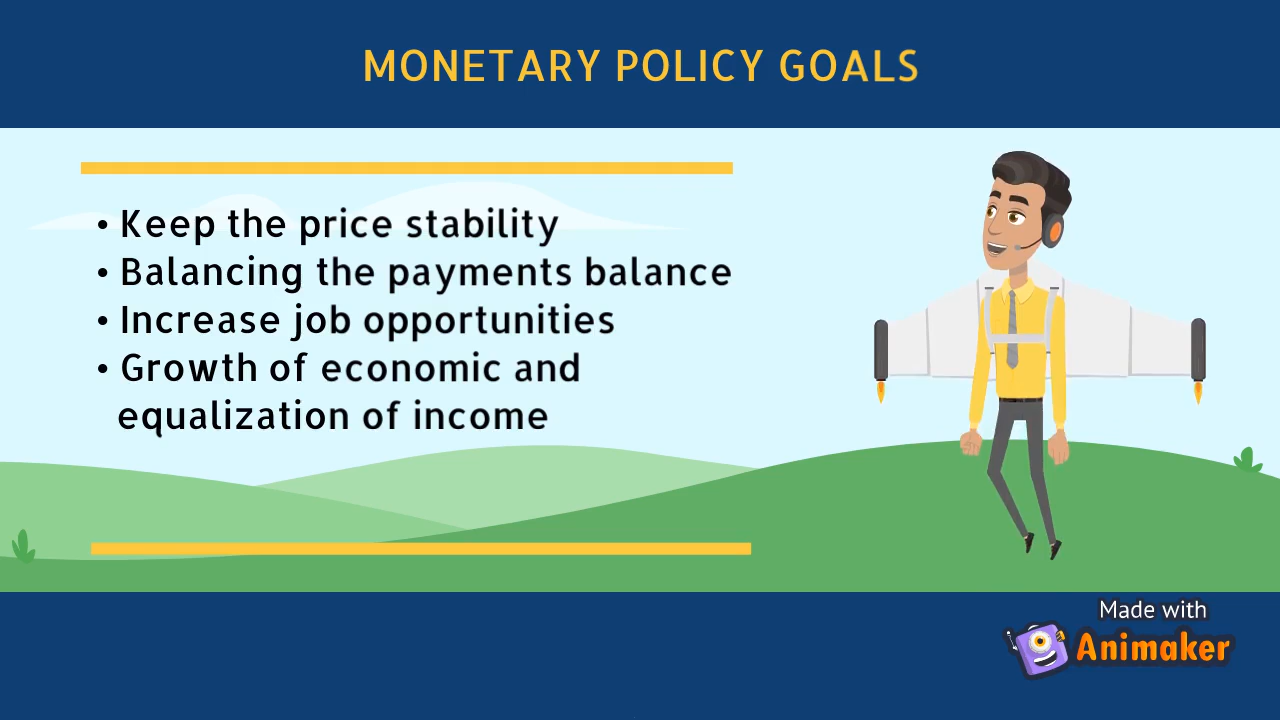 MONETARY POLICY GOALS
• Keep the price stability
• Balancing the payments balance
• Increase job opportunities
• Growth of economic and
equalization of income
Made with
Animaker